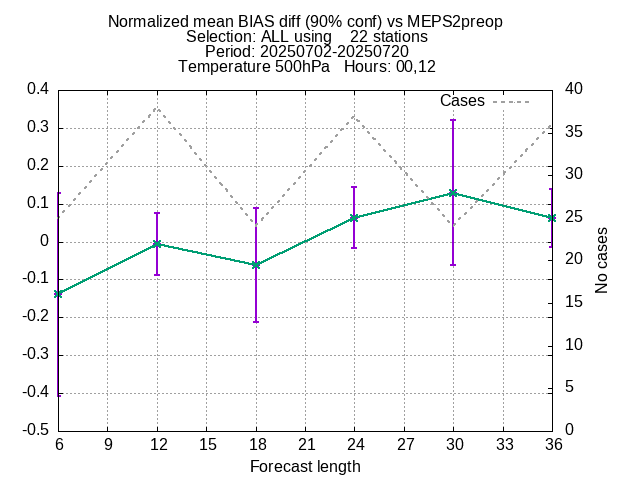 Normalized mean BIAS diff (90% conf) vs MEPS2preop
Selection: ALL using    22 stations
Period: 20250702-20250720
Temperature 500hPa   Hours: 00,12
Cases
0.4
0.3
0.2
0.1
0
-0.1
-0.2
-0.3
-0.4
-0.5
40
35
30
25
20
15
10
5
0
No cases
6 9 12 15 18 21 24 27 30 33 36
Forecast length